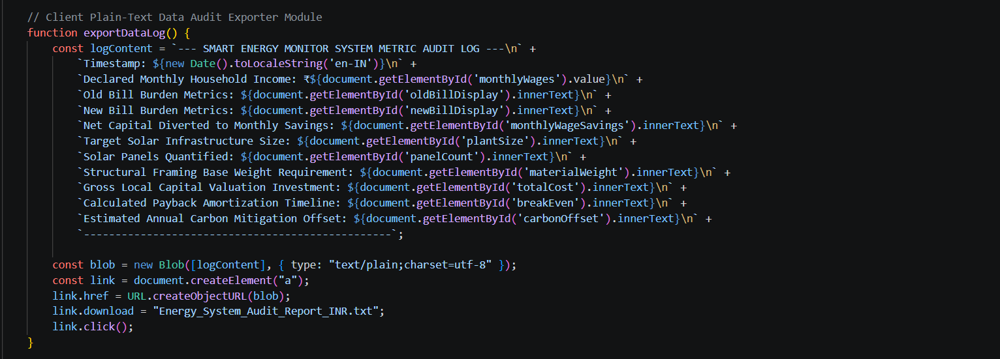 // Client Plain-Text Data Audit Exporter Module
function exportDataLog() {
    const logContent = `--- SMART ENERGY MONITOR SYSTEM METRIC AUDIT LOG ---\n` +
        `Timestamp: ${new Date().toLocaleString('en-IN')}\n` +
        `Declared Monthly Household Income: ₹${document.getElementById('monthlyWages').value}\n` +
        `Old Bill Burden Metrics: ${document.getElementById('oldBillDisplay').innerText}\n` +
        `New Bill Burden Metrics: ${document.getElementById('newBillDisplay').innerText}\n` +
        `Net Capital Diverted to Monthly Savings: ${document.getElementById('monthlyWageSavings').innerText}\n` +
        `Target Solar Infrastructure Size: ${document.getElementById('plantSize').innerText}\n` +
        `Solar Panels Quantified: ${document.getElementById('panelCount').innerText}\n` +
        `Structural Framing Base Weight Requirement: ${document.getElementById('materialWeight').innerText}\n` +
        `Gross Local Capital Valuation Investment: ${document.getElementById('totalCost').innerText}\n` +
        `Calculated Payback Amortization Timeline: ${document.getElementById('breakEven').innerText}\n` +
        `Estimated Annual Carbon Mitigation Offset: ${document.getElementById('carbonOffset').innerText}\n` +
        `-------------------------------------------------`;
    const blob = new Blob([logContent], { type: "text/plain;charset=utf-8" });
    const link = document.createElement("a");
    link.href = URL.createObjectURL(blob);
    link.download = "Energy_System_Audit_Report_INR.txt";
    link.click();
}